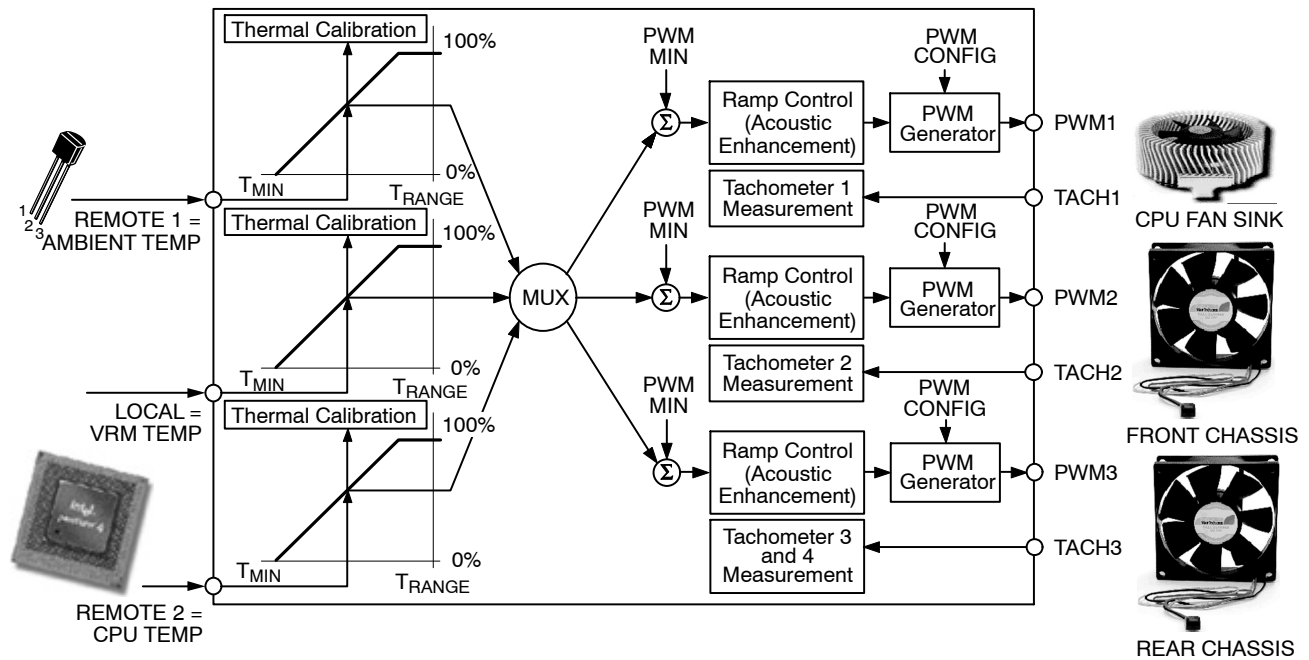 Thermal Calibration
100%
0%
T_MIN
T_RANGE
1
2
3
REMOTE 1 =
AMBIENT TEMP
Thermal Calibration
100%
0%
T_MIN
T_RANGE
LOCAL =
VRM TEMP
Thermal Calibration
100%
0%
T_MIN
T_RANGE
intel
pentium 4
REMOTE 2 =
CPU TEMP
MUX
PWM
MIN
Σ
Ramp Control
(Acoustic
Enhancement)
PWM
CONFIG
PWM
Generator
PWM1
Tachometer 1
Measurement
TACH1
CPU FAN SINK
PWM
MIN
Σ
Ramp Control
(Acoustic
Enhancement)
PWM
CONFIG
PWM
Generator
PWM2
Tachometer 2
Measurement
TACH2
FRONT CHASSIS
PWM
MIN
Σ
Ramp Control
(Acoustic
Enhancement)
PWM
CONFIG
PWM
Generator
PWM3
Tachometer 3
and 4
Measurement
TACH3
REAR CHASSIS